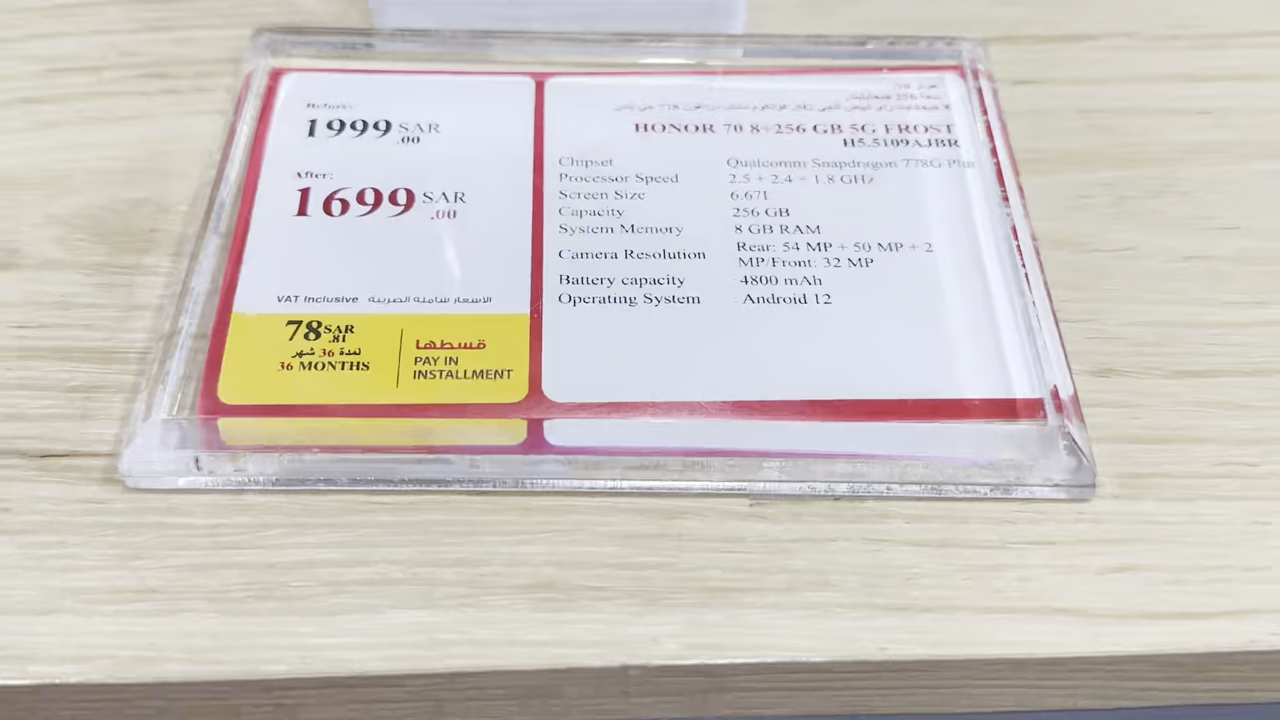 Before:
1999 SAR .00
After:
1699 SAR .00
VAT Inclusive الاسعار شاملة الضريبة
78 SAR .81
لمدة 36 شهر
36 MONTHS
قسطها
PAY IN
INSTALLMENT
HONOR 70 8+256 GB 5G FROST
H5.5109AJBR
Chipset Qualcomm Snapdragon 778G Plus
Processor Speed 2.5 + 2.4 + 1.8 GHz
Screen Size 6.67I
Capacity 256 GB
System Memory 8 GB RAM
Camera Resolution Rear: 54 MP + 50 MP + 2
MP/Front: 32 MP
Battery capacity 4800 mAh
Operating System Android 12